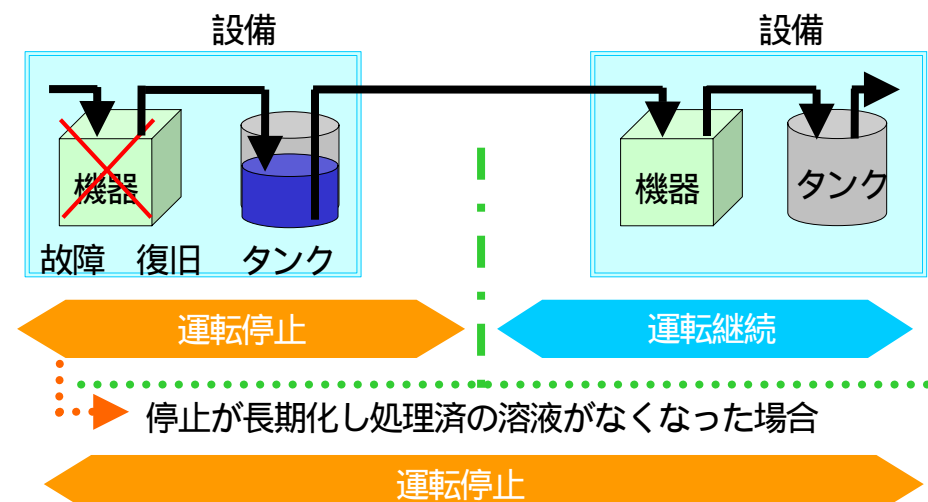 設備
設備
機器
機器
タンク
故障 復旧 タンク
運転停止
運転継続
停止が長期化し処理済の溶液がなくなった場合
運転停止